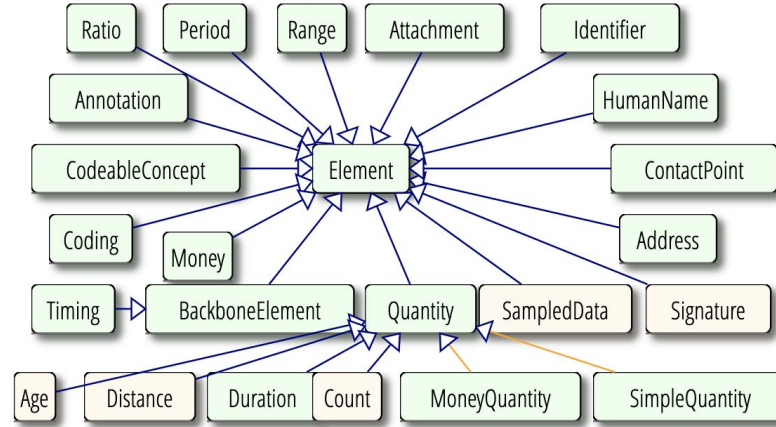 Ratio
Period
Range
Attachment
Identifier
Annotation
HumanName
CodeableConcept
Element
ContactPoint
Coding
Money
Address
Timing
BackboneElement
Quantity
SampledData
Signature
Age
Distance
Duration
Count
MoneyQuantity
SimpleQuantity